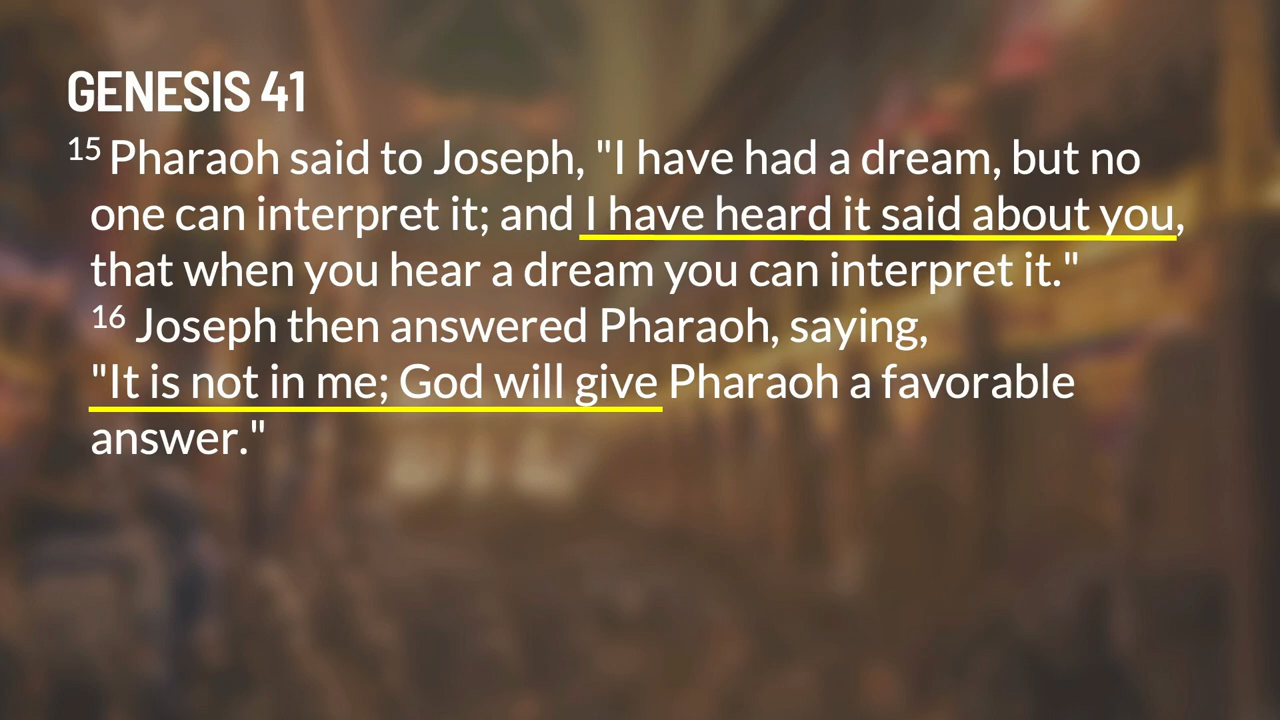 GENESIS 41
15 Pharaoh said to Joseph, "I have had a dream, but no
one can interpret it; and I have heard it said about you,
that when you hear a dream you can interpret it."
16 Joseph then answered Pharaoh, saying,
"It is not in me; God will give Pharaoh a favorable
answer."